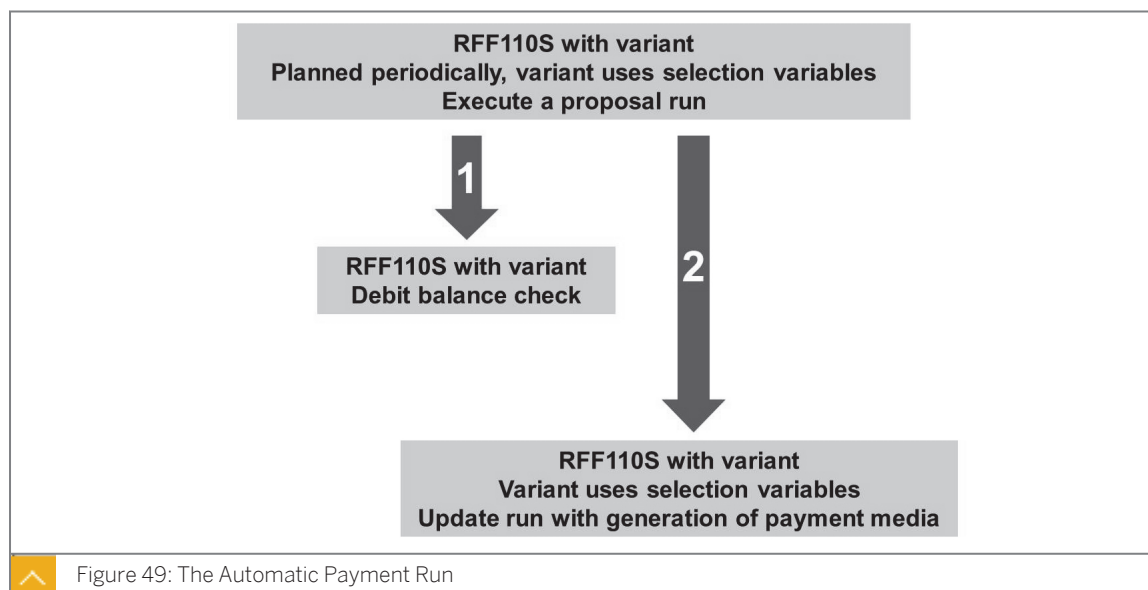 RFF110S with variant
Planned periodically, variant uses selection variables
Execute a proposal run
1
RFF110S with variant
Debit balance check
2
RFF110S with variant
Variant uses selection variables
Update run with generation of payment media
Figure 49: The Automatic Payment Run